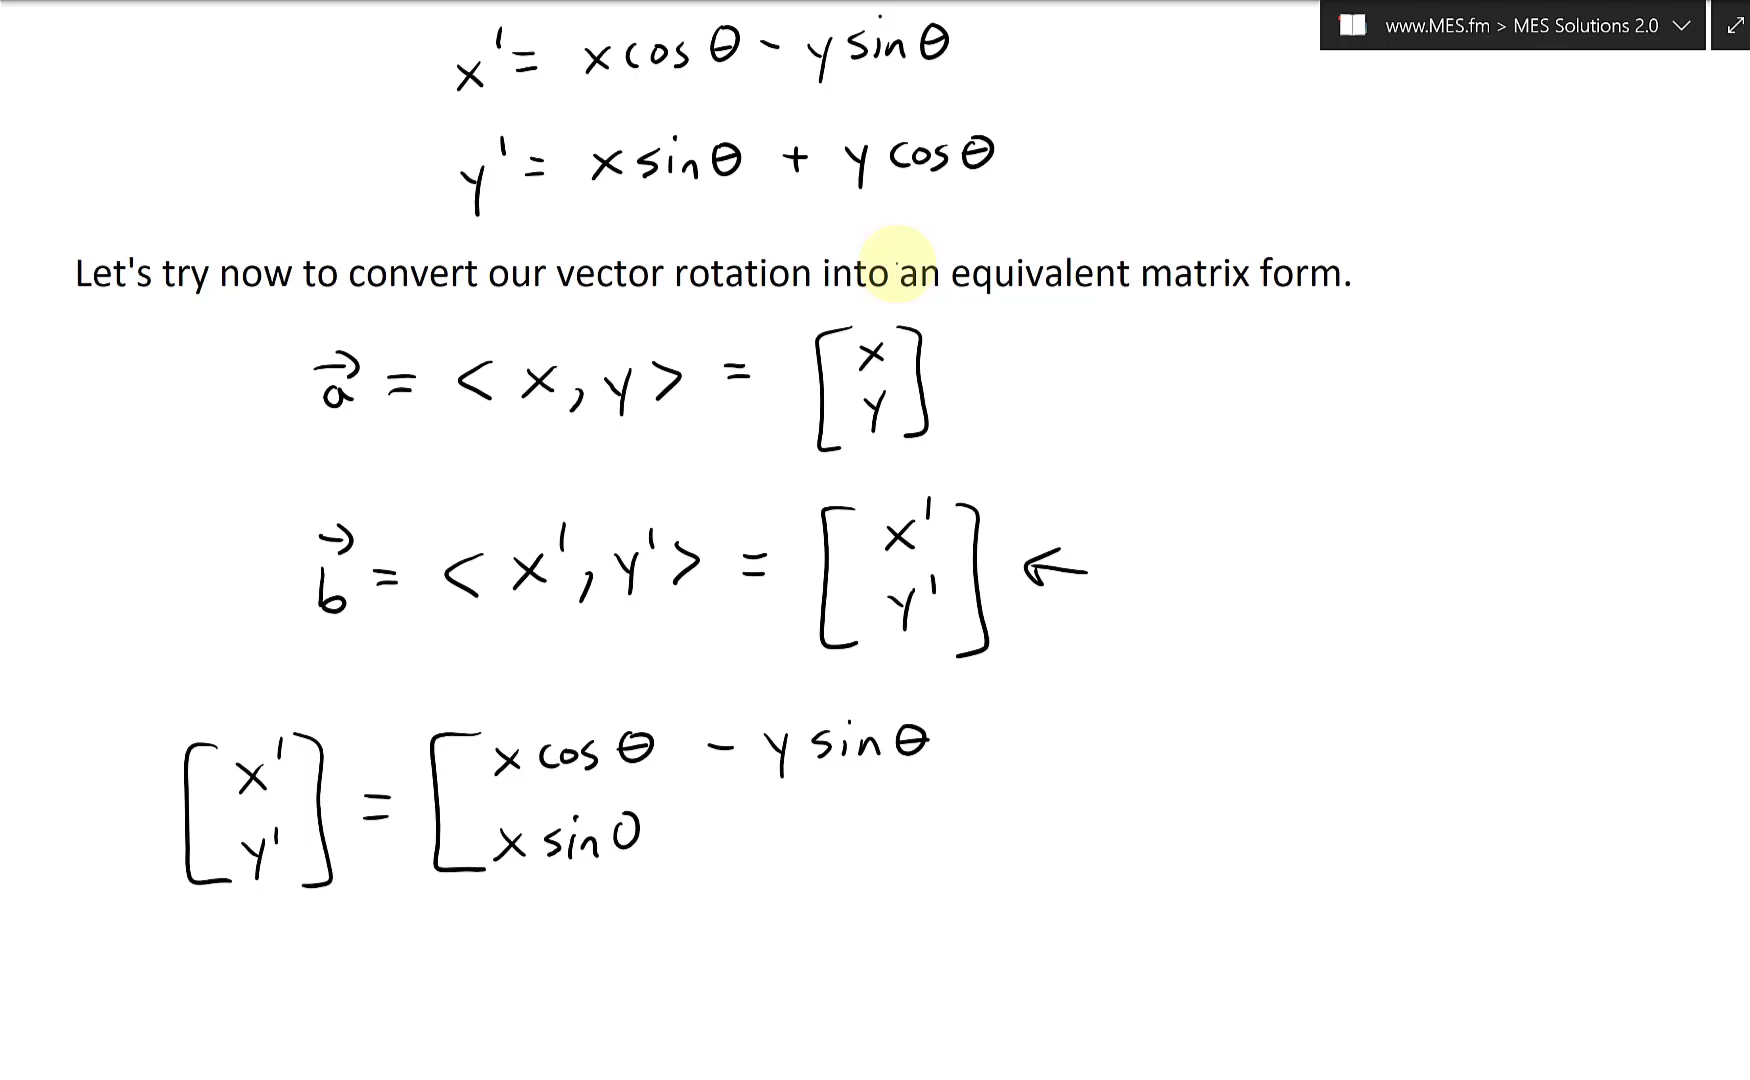 www.MES.fm > MES Solutions 2.0
x' = x cos θ - y sin θ
y' = x sin θ + y cos θ
Let's try now to convert our vector rotation into an equivalent matrix form.
a⃗ = < x, y > = [x
y]
b⃗ = < x', y' > = [x'
y'] ←
[x'
y'] = [x cos θ - y sin θ
x sin 0